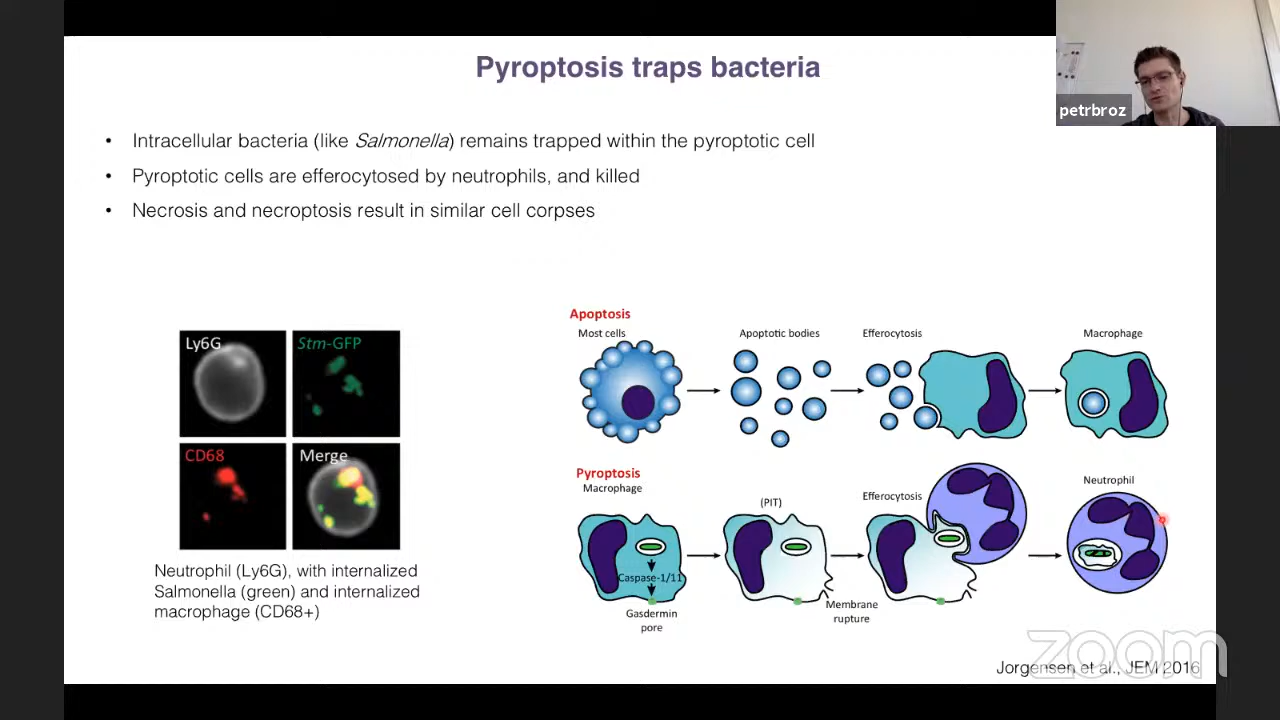 Pyroptosis traps bacteria
petrbroz
• Intracellular bacteria (like Salmonella) remains trapped within the pyroptotic cell
• Pyroptotic cells are efferocytosed by neutrophils, and killed
• Necrosis and necroptosis result in similar cell corpses
Ly6G
Stm-GFP
CD68
Merge
Neutrophil (Ly6G), with internalized
Salmonella (green) and internalized
macrophage (CD68+)
Apoptosis
Most cells
Apoptotic bodies
Efferocytosis
Macrophage
Pyroptosis
Macrophage
(PIT)
Efferocytosis
Neutrophil
Caspase-1/11
Gasdermin
pore
Membrane
rupture
zoom
Jorgensen et al., JEM 2016